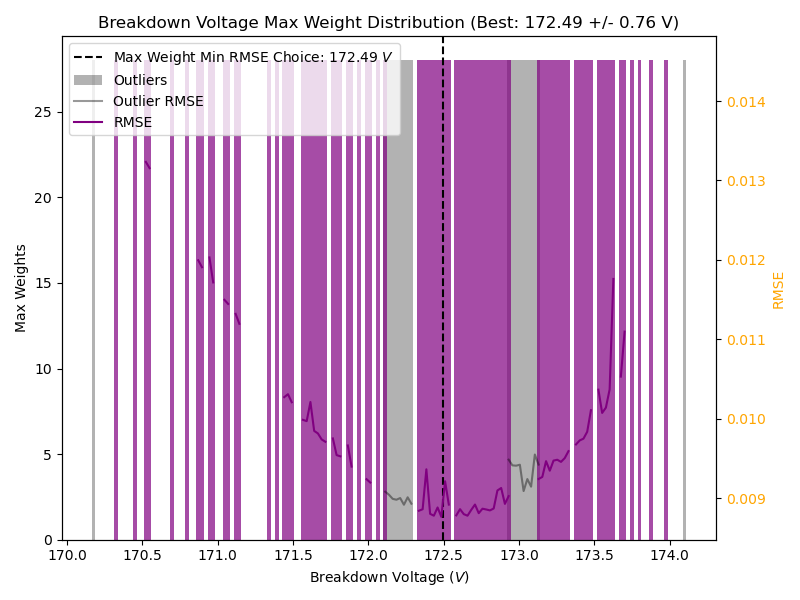 Breakdown Voltage Max Weight Distribution (Best: 172.49 +/- 0.76 V)
Max Weight Min RMSE Choice: 172.49 V
Outliers
Outlier RMSE
RMSE
25
20
15
10
5
0
Max Weights
0.014
0.013
0.012
0.011
0.010
0.009
RMSE
170.0 170.5 171.0 171.5 172.0 172.5 173.0 173.5 174.0
Breakdown Voltage (V)